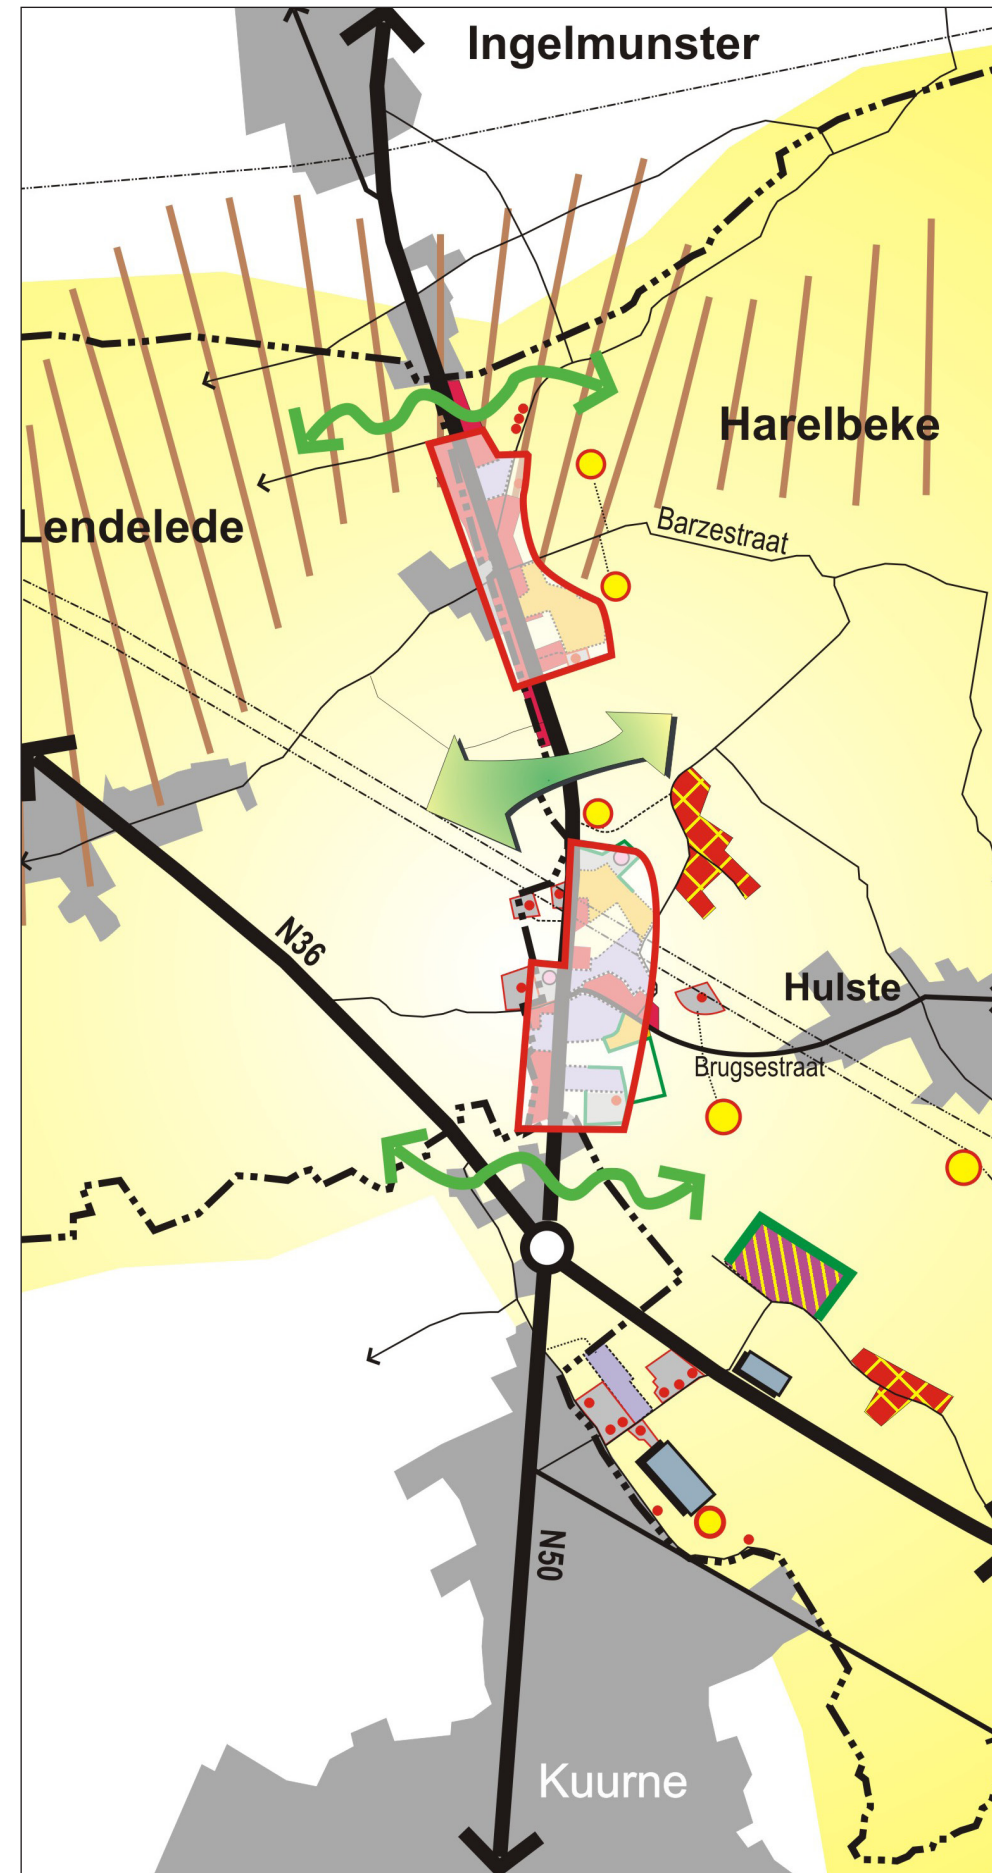 Ingelmunster
Harelbeke
Lendelede
Barzestraat
N36
Hulste
Brugsestraat
N50
Kuurne